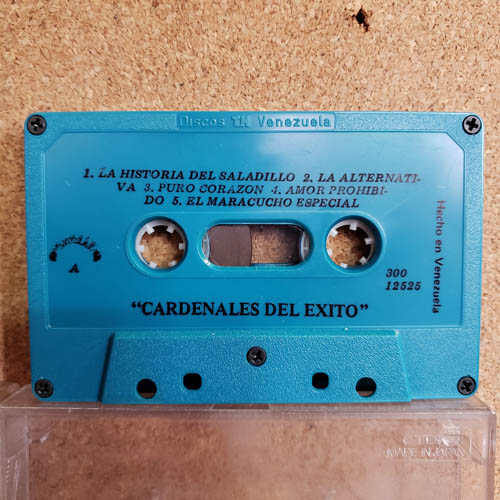 Discos TH Venezuela
1. LA HISTORIA DEL SALADILLO 2. LA ALTERNATI-
VA 3. PURO CORAZON 4. AMOR PROHIBI-
DO 5. EL MARACUCHO ESPECIAL
Hecho en Venezuela
A
300
12525
"CARDENALES DEL EXITO"
TDK
MADE IN JAPAN